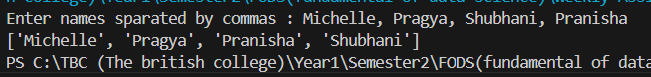 Enter names sparated by commas : Michelle, Pragya, Shubhani, Pranisha
['Michelle', 'Pragya', 'Pranisha', 'Shubhani']
PS C:\TBC (The british college)\Year1\Semester2\FODS(fundamental of data